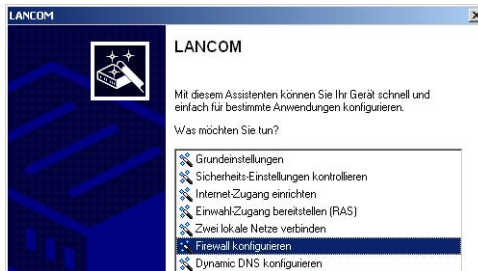 LANCOM
LANCOM
Mit diesem Assistenten können Sie Ihr Gerät schnell und
einfach für bestimmte Anwendungen konfigurieren.
Was möchten Sie tun?
Grundeinstellungen
Sicherheits-Einstellungen kontrollieren
Internet-Zugang einrichten
Einwahl-Zugang bereitstellen (RAS)
Zwei lokale Netze verbinden
Firewall konfigurieren
Dynamic DNS konfigurieren